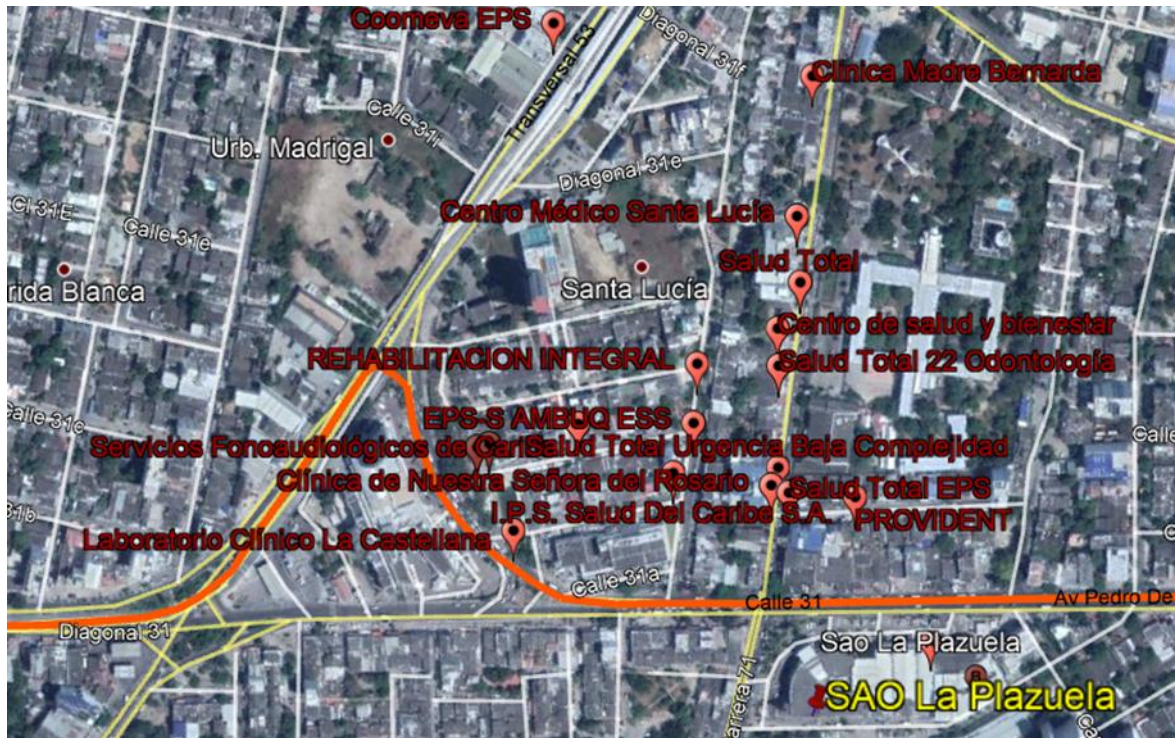 Coomeva EPS
Diagonal 31f
Transversal 53
Clinica Madre Bernarda
Calle 31i
Urb. Madrigal
Diagonal 31e
Cl 31E
Calle 31e
Centro Médico Santa Lucía
Salud Total
rida Blanca
Santa Lucía
Centro de salud y bienestar
REHABILITACION INTEGRAL
Salud Total 22 Odontología
Calle 31c
EPS-S AMBUQ ESS
Calle
Servicios Fonoaudiológicos de Caribe
Salud Total Urgencia Baja Complejidad
Clínica de Nuestra Señora del Rosario
Salud Total EPS
31b
I.P.S. Salud Del Caribe S.A.
PROVIDENT
Laboratorio Clínico La Castellana
Calle 31a
Calle 31
Av Pedro De
Diagonal 31
Sao La Plazuela
arrera 71
SAO La Plazuela